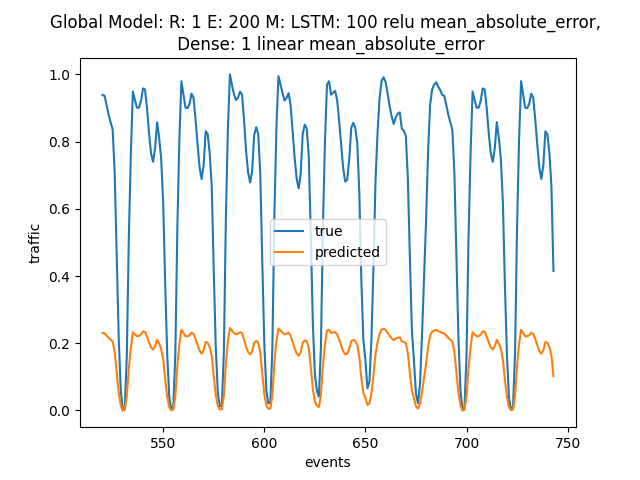 Global Model: R: 1 E: 200 M: LSTM: 100 relu mean_absolute_error,
Dense: 1 linear mean_absolute_error
1.0
0.8
0.6
0.4
0.2
0.0
traffic
true
predicted
550
600
650
700
750
events